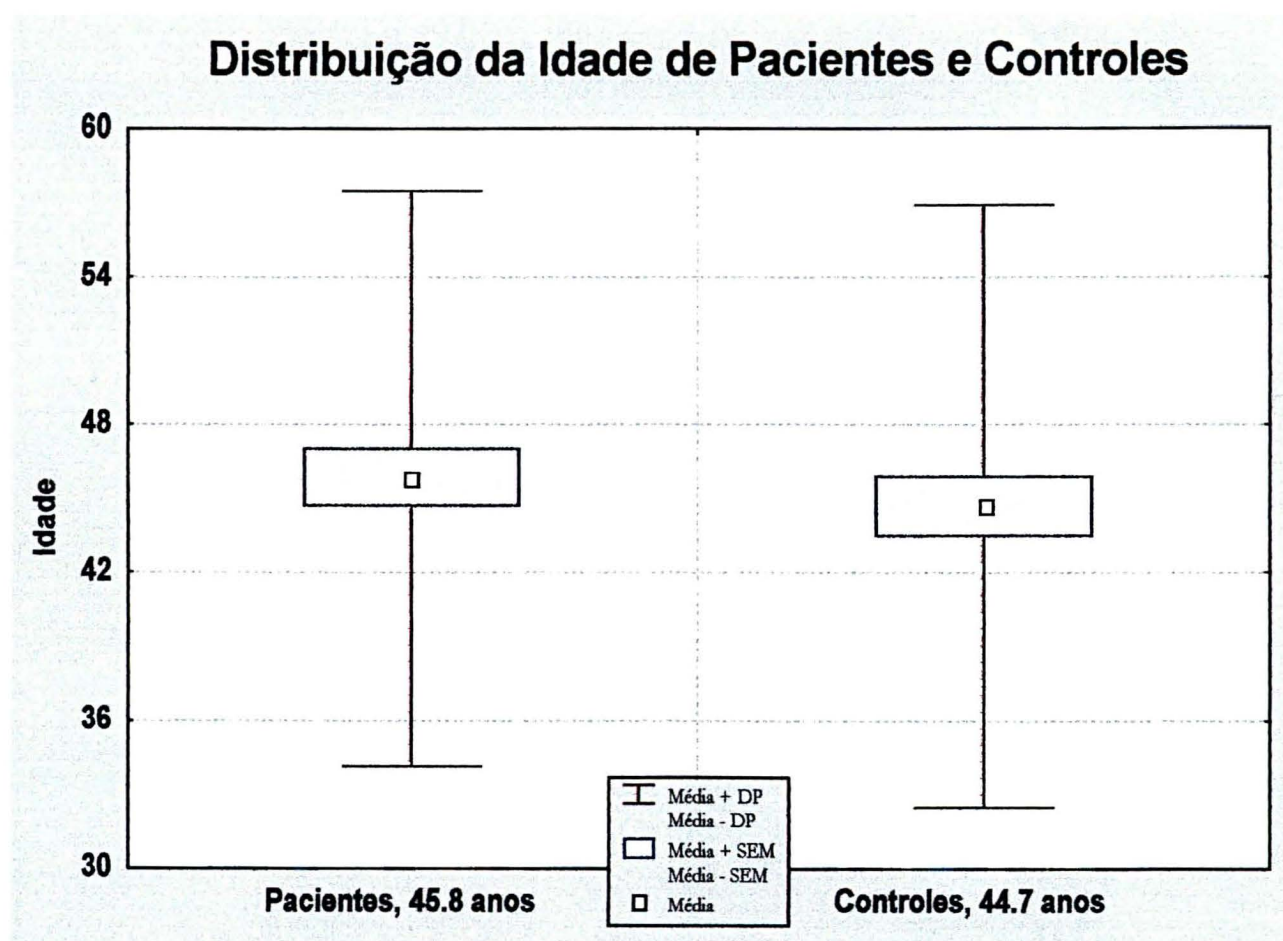 Distribuição da Idade de Pacientes e Controles
60
54
48
42
36
30
Idade
Pacientes, 45.8 anos
Controles, 44.7 anos
Média + DP
Média - DP
Média + SEM
Média - SEM
Média